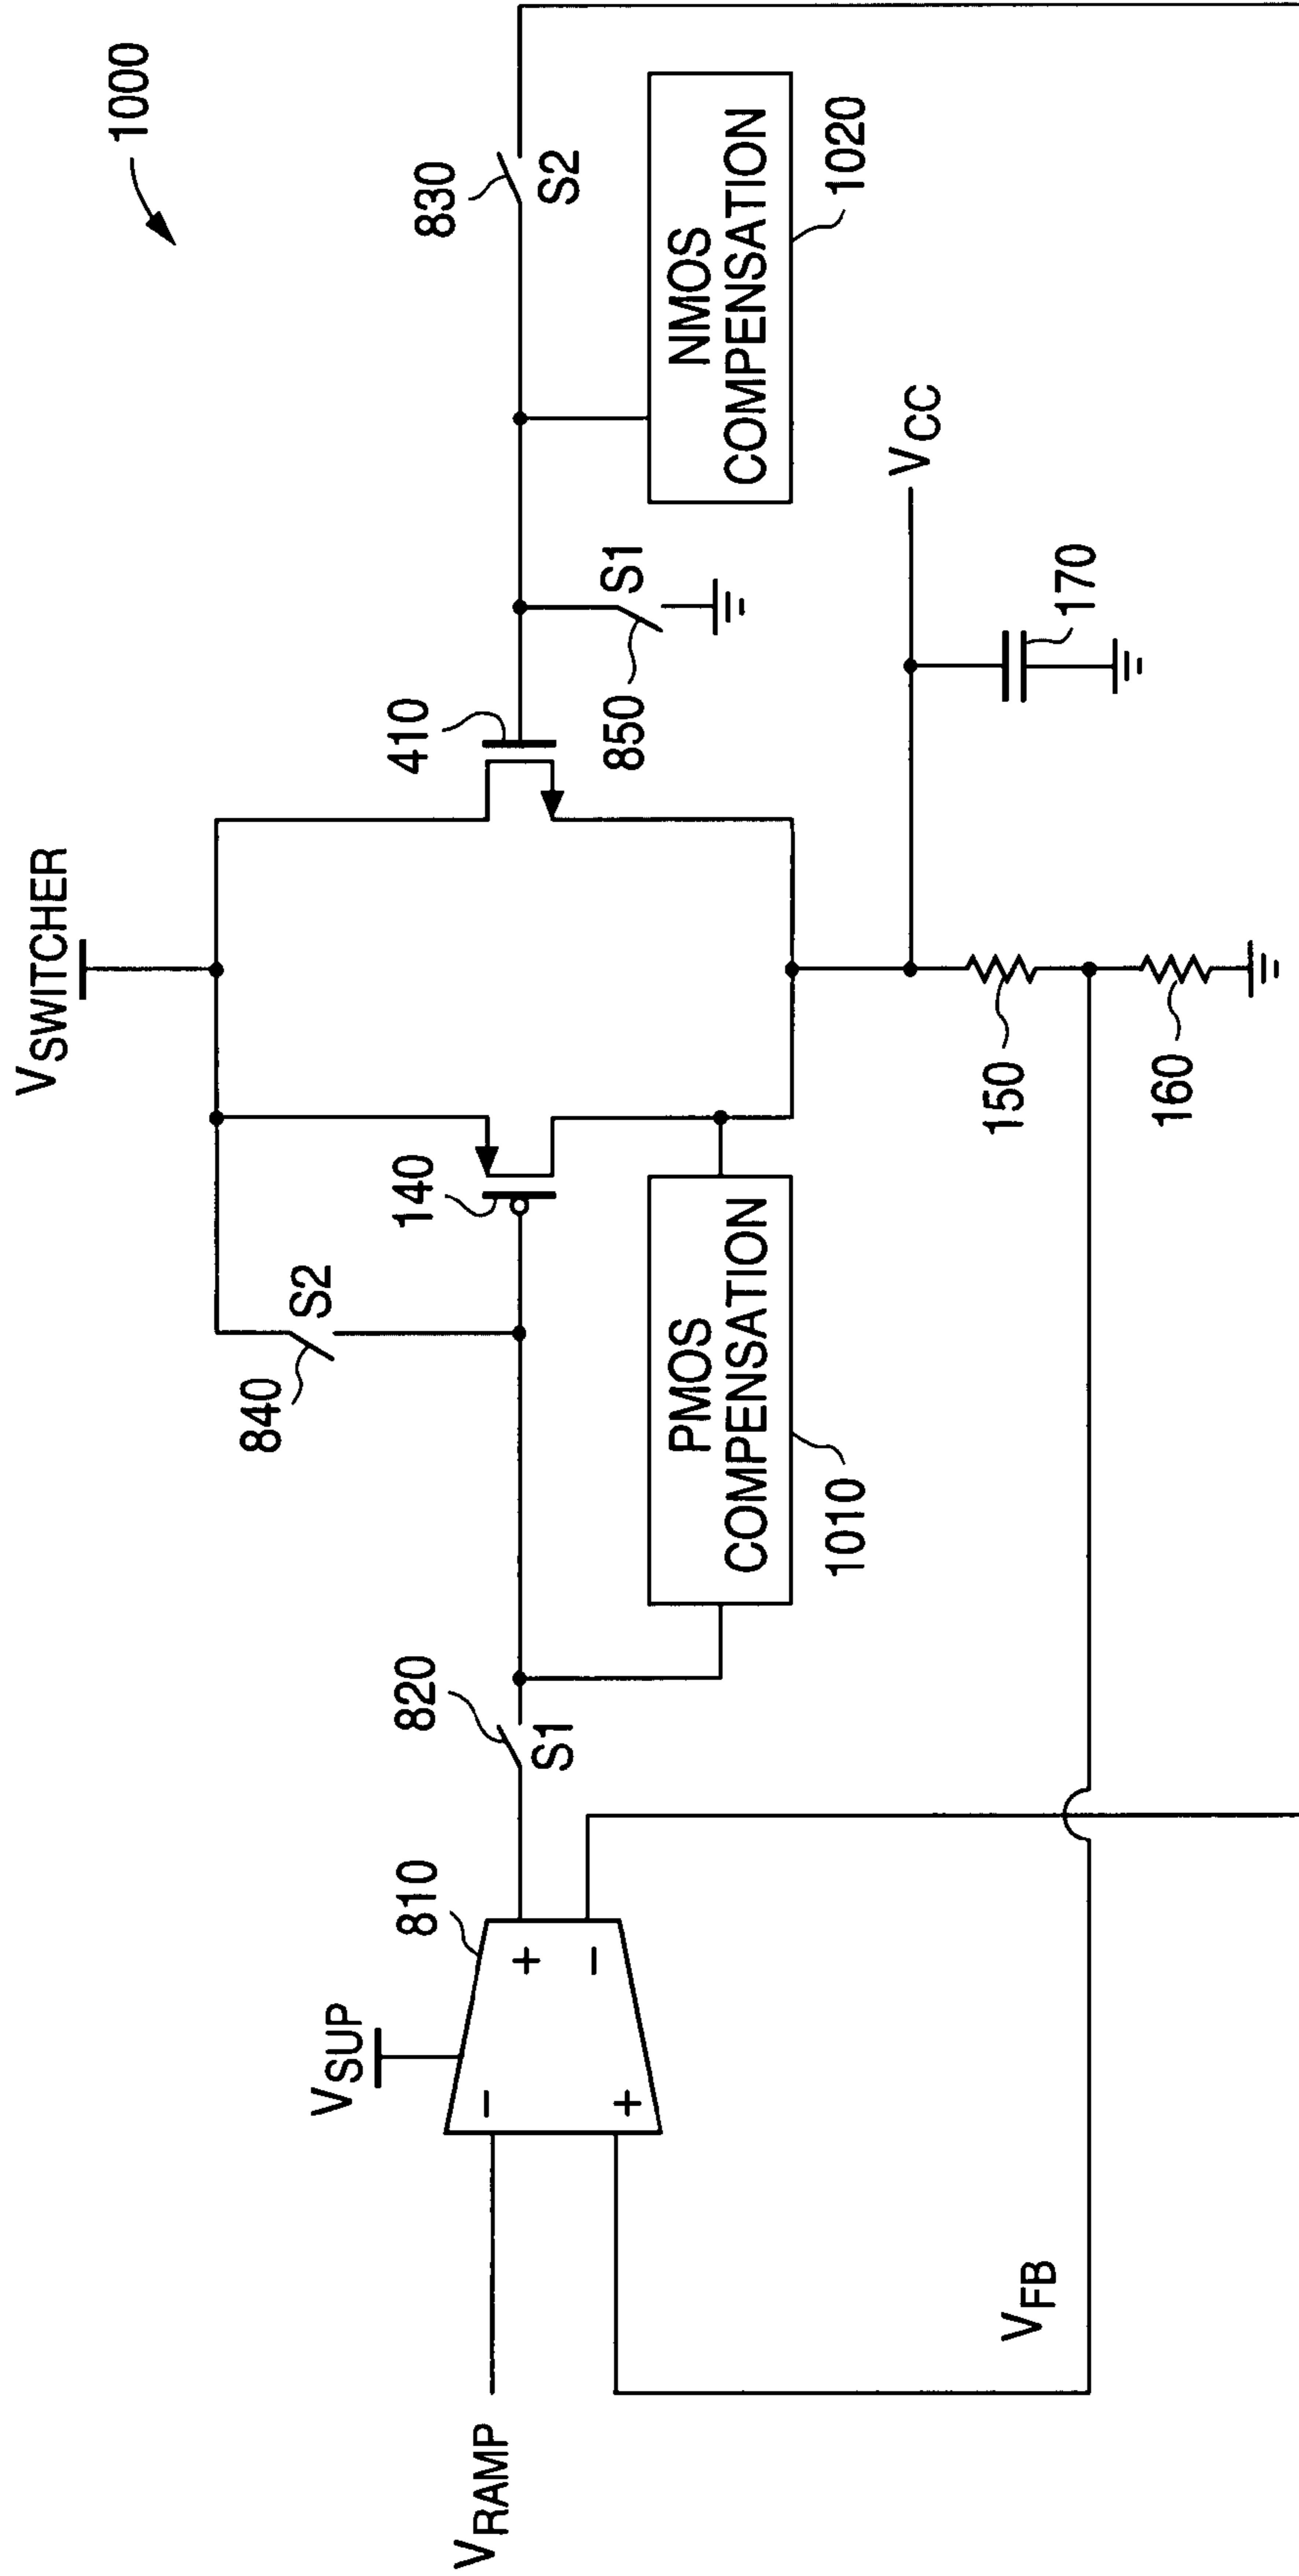 1000
VSWITCHER
830
S2
410
140
S2
840
S1
850
NMOS
COMPENSATION
1020
820
S1
PMOS
COMPENSATION
1010
VSUP
810
VRAMP
−
+
+
−
VCC
170
150
160
VFB